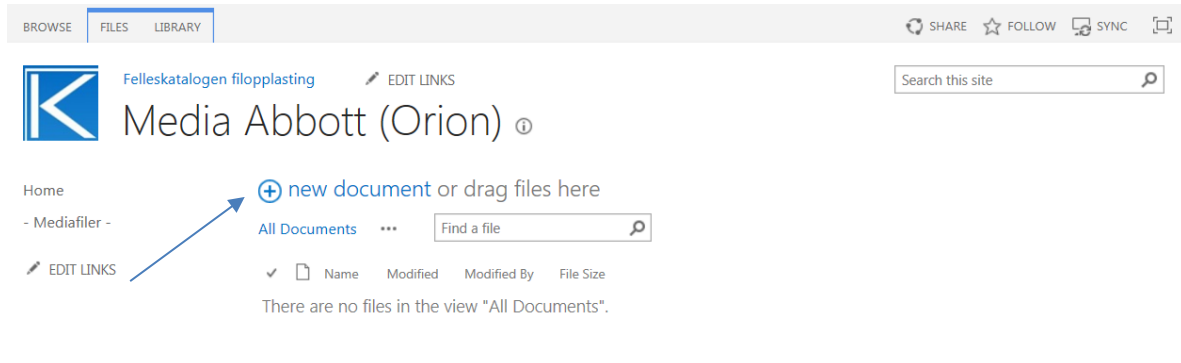 BROWSE FILES LIBRARY SHARE FOLLOW SYNC
Felleskatalogen filopplasting EDIT LINKS Search this site
K
Media Abbott (Orion)
Home
- Mediafiler -
EDIT LINKS
new document or drag files here
All Documents ••• Find a file
Name Modified Modified By File Size
There are no files in the view "All Documents".